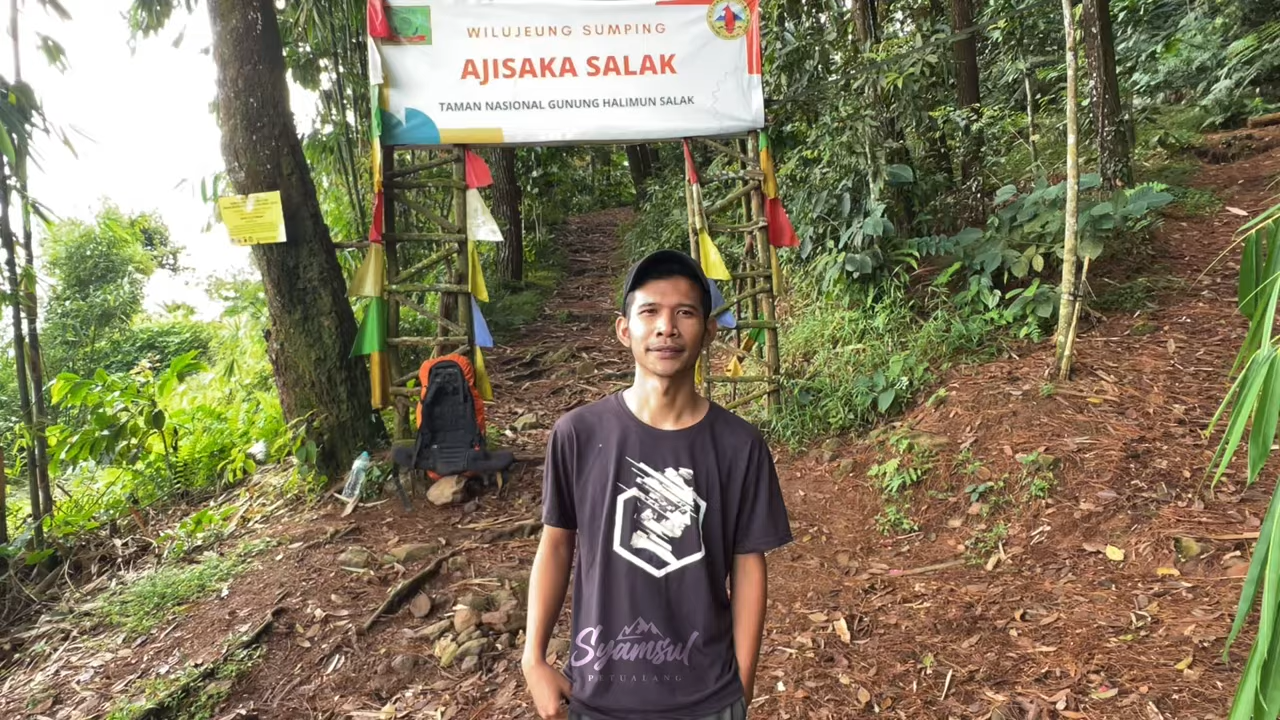 WILUJEUNG SUMPING
AJISAKA SALAK
TAMAN NASIONAL GUNUNG HALIMUN SALAK
Syamsul
PETUALANG